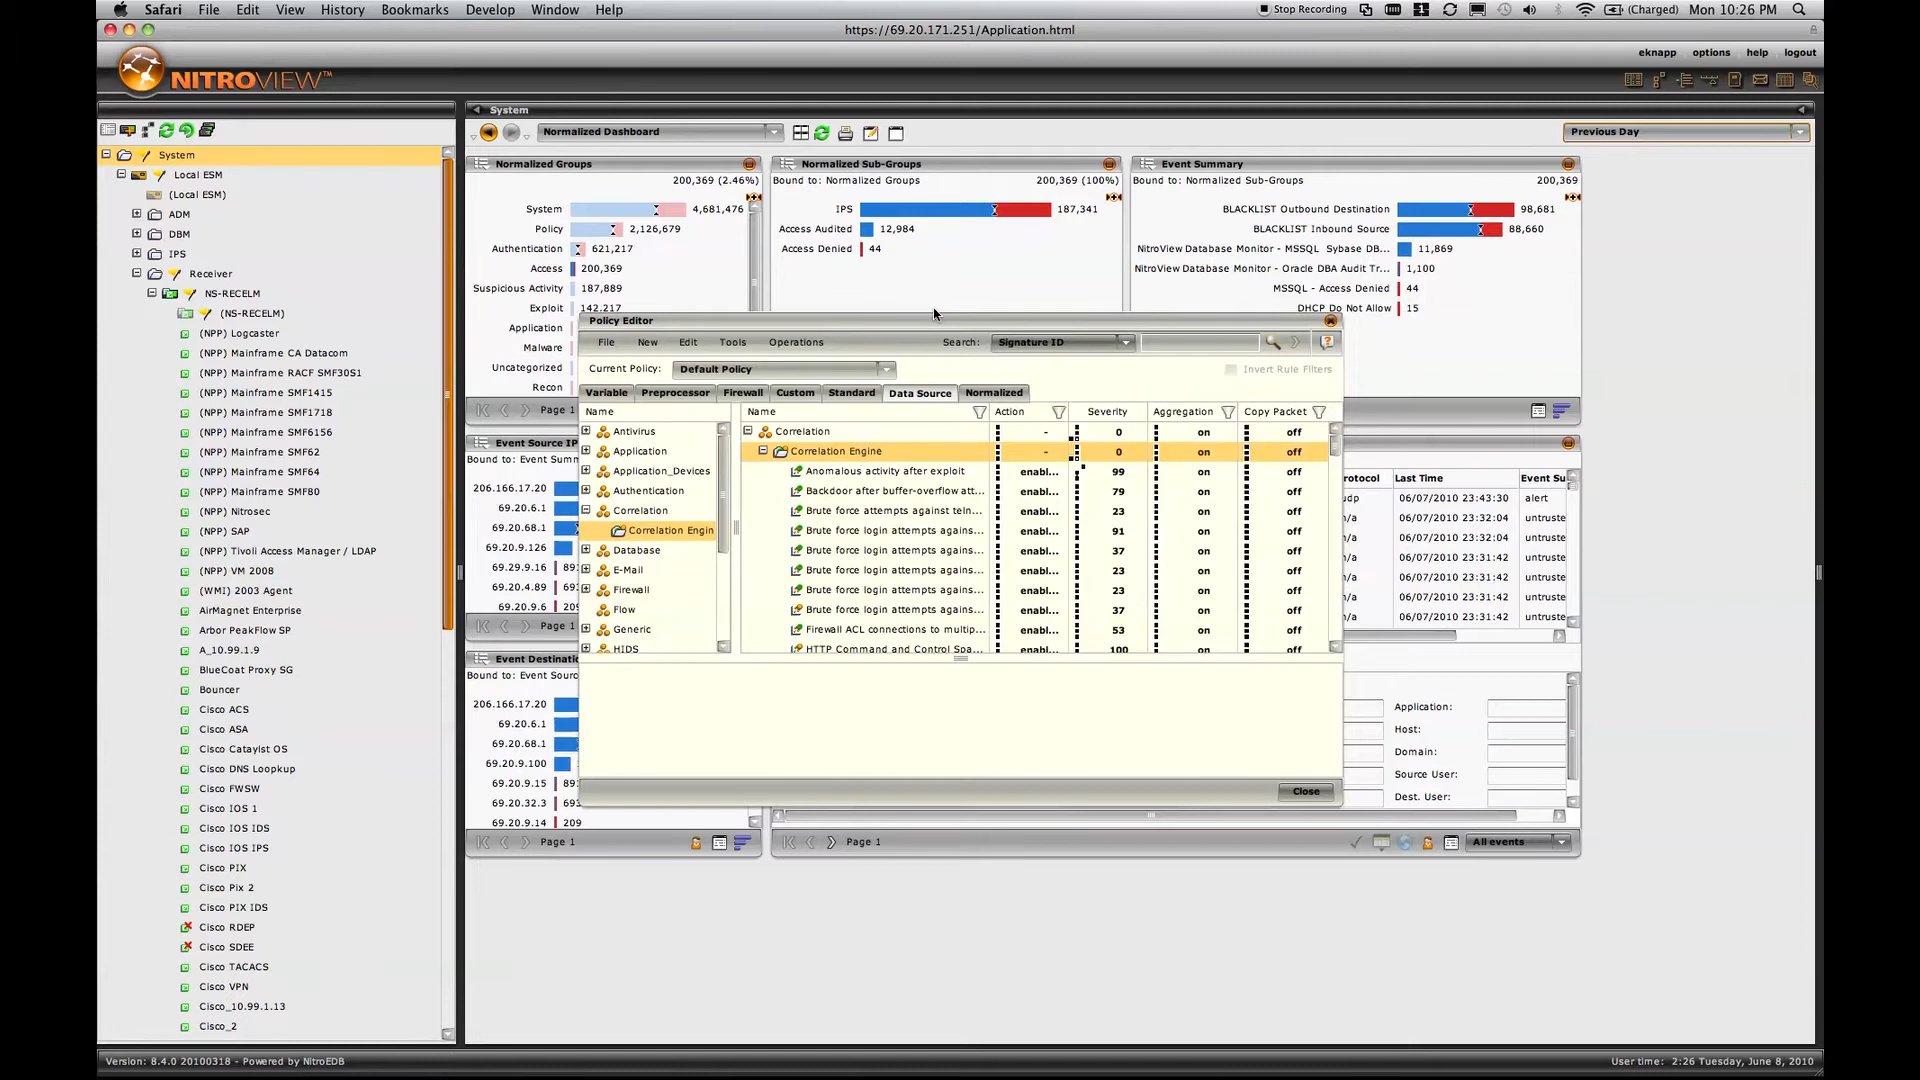 Safari File Edit View History Bookmarks Develop Window Help
Stop Recording (Charged) Mon 10:26 PM
https://69.20.171.251/Application.html
NITROVIEW™
eknapp options help logout
System
Normalized Dashboard
Previous Day
System
Local ESM
(Local ESM)
ADM
DBM
IPS
Receiver
NS-RECELM
(NS-RECELM)
(NPP) Logcaster
(NPP) Mainframe CA Datacom
(NPP) Mainframe RACF SMF30S1
(NPP) Mainframe SMF1415
(NPP) Mainframe SMF1718
(NPP) Mainframe SMF6156
(NPP) Mainframe SMF62
(NPP) Mainframe SMF64
(NPP) Mainframe SMF80
(NPP) Nitrosec
(NPP) SAP
(NPP) Tivoli Access Manager / LDAP
(NPP) VM 2008
(WMI) 2003 Agent
AirMagnet Enterprise
Arbor PeakFlow SP
A_10.99.1.9
BlueCoat Proxy SG
Bouncer
Cisco ACS
Cisco ASA
Cisco Cataylst OS
Cisco DNS Loopkup
Cisco FWSW
Cisco IOS 1
Cisco IOS IDS
Cisco IOS IPS
Cisco PIX
Cisco Pix 2
Cisco PIX IDS
Cisco RDEP
Cisco SDEE
Cisco TACACS
Cisco VPN
Cisco_10.99.1.13
Cisco_2
Normalized Groups
200,369 (2.46%)
System 4,681,476
Policy 2,126,679
Authentication 621,217
Access 200,369
Suspicious Activity 187,889
Exploit 142,217
Application
Malware
Uncategorized
Recon
Page 1
Normalized Sub-Groups
Bound to: Normalized Groups 200,369 (100%)
IPS 187,341
Access Audited 12,984
Access Denied 44
Event Summary
Bound to: Normalized Sub-Groups 200,369
BLACKLIST Outbound Destination 98,681
BLACKLIST Inbound Source 88,660
NitroView Database Monitor - MSSQL Sybase DB... 11,869
NitroView Database Monitor - Oracle DBA Audit Tr... 1,100
MSSQL - Access Denied 44
DHCP Do Not Allow 15
Policy Editor
File New Edit Tools Operations Search: Signature ID
Current Policy: Default Policy Invert Rule Filters
Variable Preprocessor Firewall Custom Standard Data Source Normalized
Name
Antivirus
Application
Application_Devices
Authentication
Correlation
Correlation Engin
Database
E-Mail
Firewall
Flow
Generic
HIDS
Name Action Severity Aggregation Copy Packet
Correlation - 0 on off
Correlation Engine - 0 on off
Anomalous activity after exploit enabl... 99 on off
Backdoor after buffer-overflow att... enabl... 79 on off
Brute force attempts against teln... enabl... 23 on off
Brute force login attempts agains... enabl... 91 on off
Brute force login attempts agains... enabl... 37 on off
Brute force login attempts agains... enabl... 23 on off
Brute force login attempts agains... enabl... 23 on off
Brute force login attempts agains... enabl... 37 on off
Firewall ACL connections to multip... enabl... 53 on off
HTTP Command and Control Spa... enabl... 100 on off
Close
Event Source IP
Bound to: Event Summ
206.166.17.20
69.20.6.1
69.20.68.1
69.20.9.126
69.29.9.16 89
69.20.4.89 69
69.20.9.6 209
Page 1
rotocol Last Time Event Su
udp 06/07/2010 23:43:30 alert
n/a 06/07/2010 23:32:04 untruste
n/a 06/07/2010 23:32:04 untruste
n/a 06/07/2010 23:31:42 untruste
n/a 06/07/2010 23:31:42 untruste
n/a 06/07/2010 23:31:42 untruste
n/a 06/07/2010 23:31:42 untruste
Event Destinatio
Bound to: Event Sourc
206.166.17.20
69.20.6.1
69.20.68.1
69.20.9.100
69.20.9.15 89
69.20.32.3 69
69.20.9.14 209
Page 1
Application:
Host:
Domain:
Source User:
Dest. User:
Page 1 All events
Version: 8.4.0 20100318 - Powered by NitroEDB
User time: 2:26 Tuesday, June 8, 2010